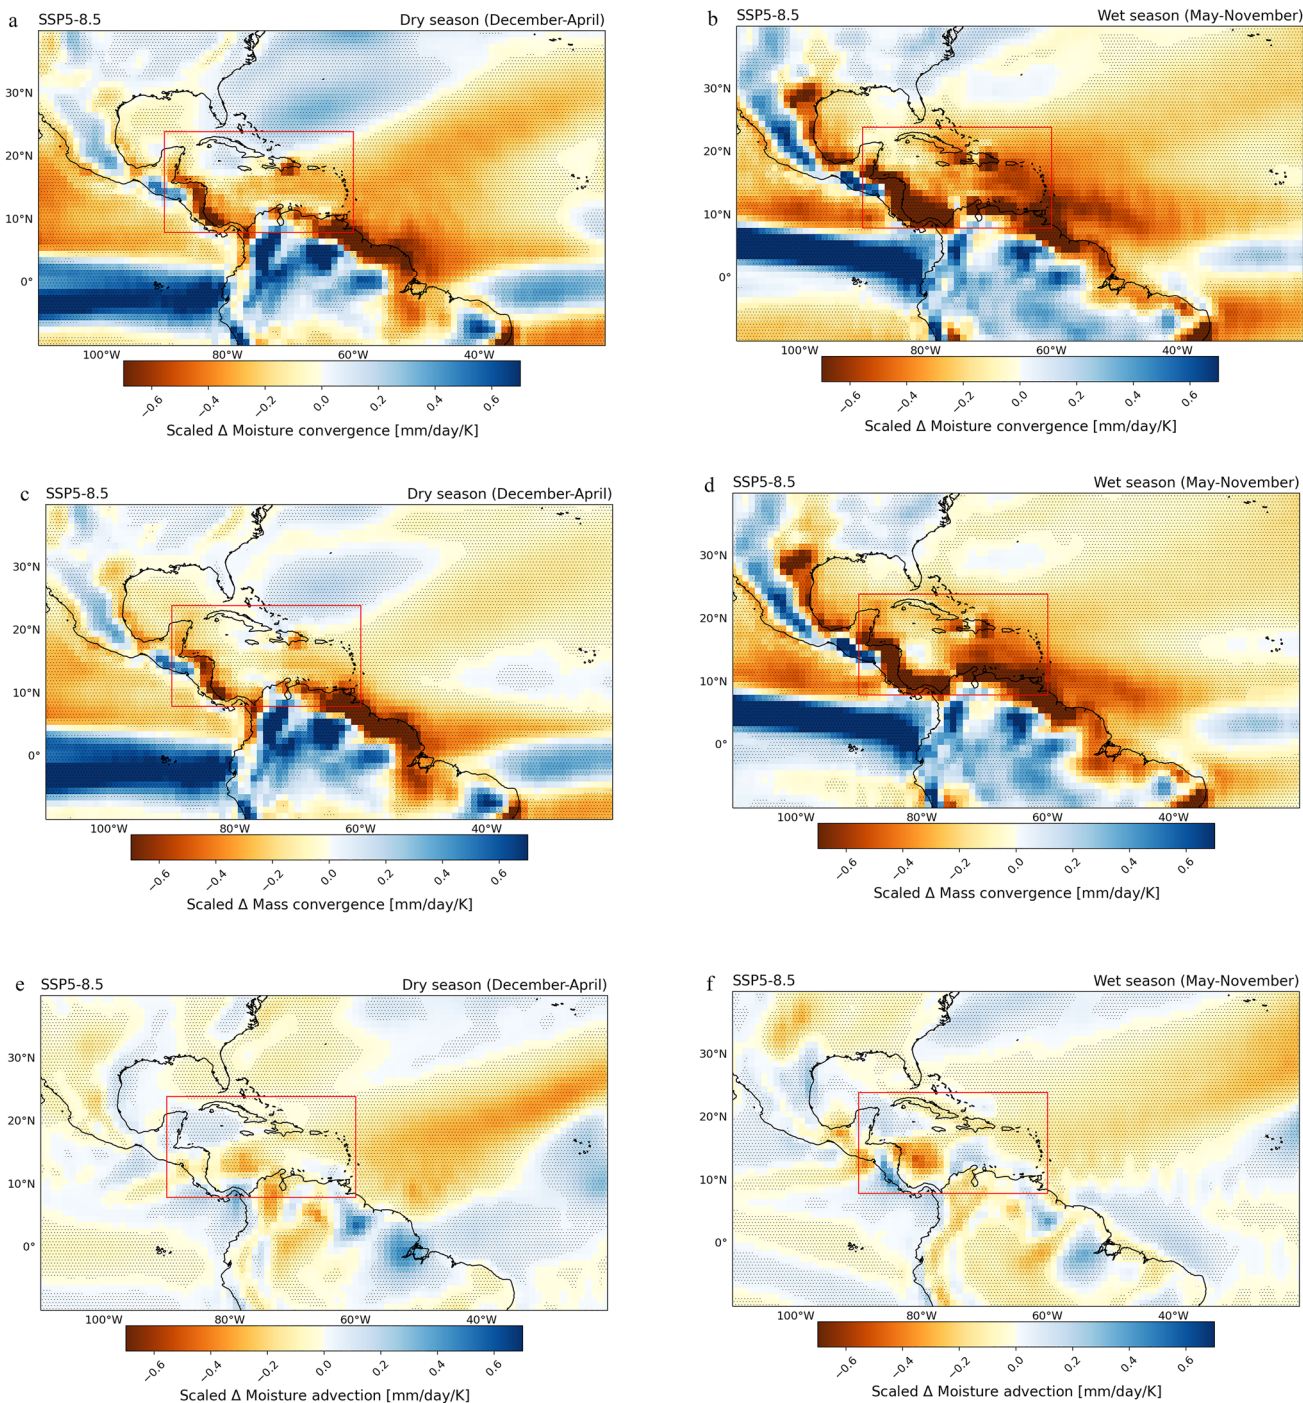 a SSP5-8.5 Dry season (December-April)
30°N
20°N
10°N
0°
100°W 80°W 60°W 40°W
−0.6 −0.4 −0.2 0.0 0.2 0.4 0.6
Scaled Δ Moisture convergence [mm/day/K]
b SSP5-8.5 Wet season (May-November)
30°N
20°N
10°N
0°
100°W 80°W 60°W 40°W
−0.6 −0.4 −0.2 0.0 0.2 0.4 0.6
Scaled Δ Moisture convergence [mm/day/K]
c SSP5-8.5 Dry season (December-April)
30°N
20°N
10°N
0°
100°W 80°W 60°W 40°W
−0.6 −0.4 −0.2 0.0 0.2 0.4 0.6
Scaled Δ Mass convergence [mm/day/K]
d SSP5-8.5 Wet season (May-November)
30°N
20°N
10°N
0°
100°W 80°W 60°W 40°W
−0.6 −0.4 −0.2 0.0 0.2 0.4 0.6
Scaled Δ Mass convergence [mm/day/K]
e SSP5-8.5 Dry season (December-April)
30°N
20°N
10°N
0°
100°W 80°W 60°W 40°W
−0.6 −0.4 −0.2 0.0 0.2 0.4 0.6
Scaled Δ Moisture advection [mm/day/K]
f SSP5-8.5 Wet season (May-November)
30°N
20°N
10°N
0°
100°W 80°W 60°W 40°W
−0.6 −0.4 −0.2 0.0 0.2 0.4 0.6
Scaled Δ Moisture advection [mm/day/K]